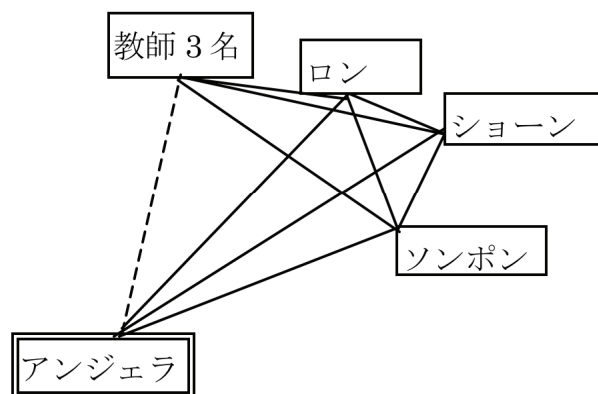 教師３名
ロン
ショーン
ソンポン
アンジェラ